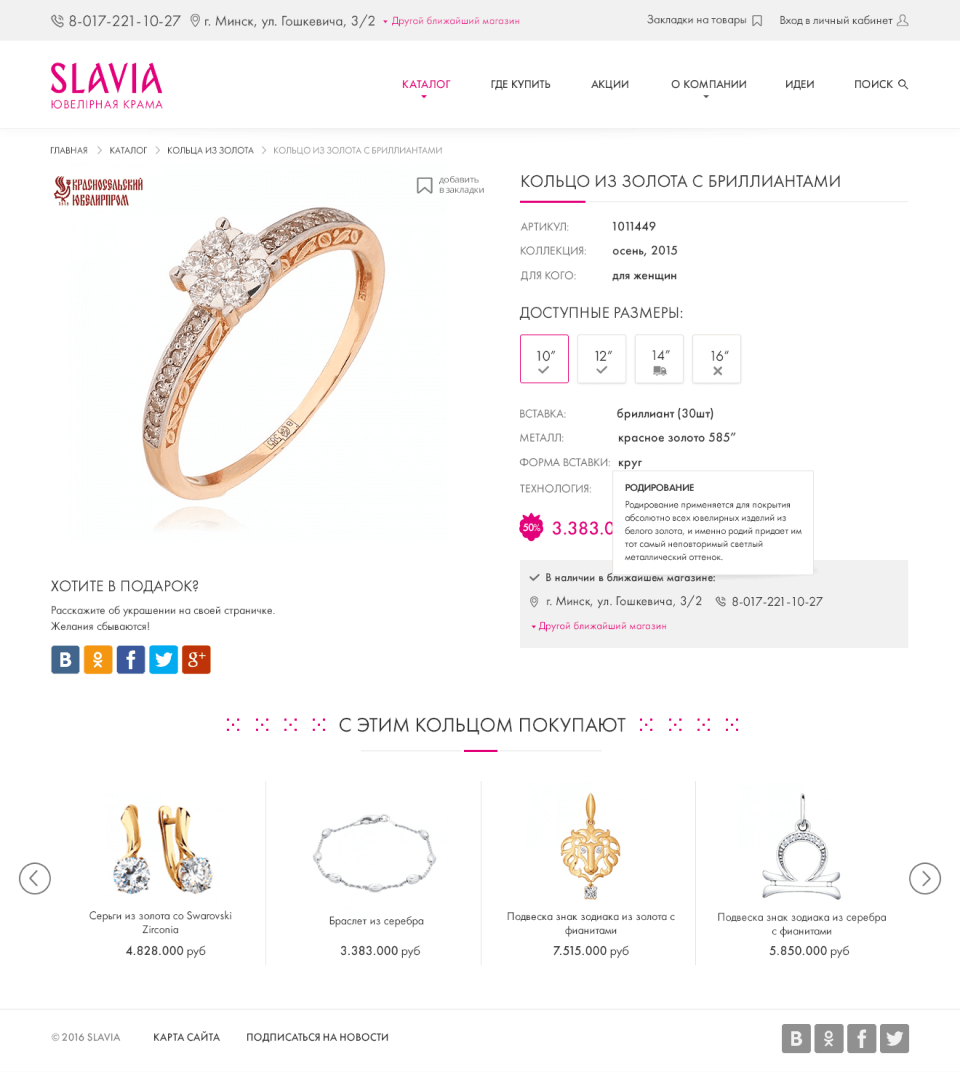 8-017-221-10-27 г. Минск, ул. Гошкевича, 3/2 Другой ближайший магазин Закладки на товары Вход в личный кабинет
SLAVIA
ЮВЕЛІРНАЯ КРАМА
КАТАЛОГ ГДЕ КУПИТЬ АКЦИИ О КОМПАНИИ ИДЕИ ПОИСК
ГЛАВНАЯ КАТАЛОГ КОЛЬЦА ИЗ ЗОЛОТА КОЛЬЦО ИЗ ЗОЛОТА С БРИЛЛИАНТАМИ
КРАСНОСЕЛЬСКИЙ
ЮВЕЛИРПРОМ
добавить
в закладки
КОЛЬЦО ИЗ ЗОЛОТА С БРИЛЛИАНТАМИ
АРТИКУЛ: 1011449
КОЛЛЕКЦИЯ: осень, 2015
ДЛЯ КОГО: для женщин
ДОСТУПНЫЕ РАЗМЕРЫ:
10” 12” 14” 16”
ВСТАВКА: бриллиант (30шт)
МЕТАЛЛ: красное золото 585”
ФОРМА ВСТАВКИ: круг
ТЕХНОЛОГИЯ:
РОДИРОВАНИЕ
Родирование применяется для покрытия
абсолютно всех ювелирных изделий из
белого золота, и именно родий придает им
тот самый неповторимый светлый
металлический оттенок.
50% 3.383.0
В наличии в ближайшем магазине:
г. Минск, ул. Гошкевича, 3/2 8-017-221-10-27
Другой ближайший магазин
ХОТИТЕ В ПОДАРОК?
Расскажите об украшении на своей страничке.
Желания сбываются!
С ЭТИМ КОЛЬЦОМ ПОКУПАЮТ
Серьги из золота со Swarovski
Zirconia
4.828.000 руб
Браслет из серебра
3.383.000 руб
Подвеска знак зодиака из золота с
фианитами
7.515.000 руб
Подвеска знак зодиака из серебра
с фианитами
5.850.000 руб
© 2016 SLAVIA КАРТА САЙТА ПОДПИСАТЬСЯ НА НОВОСТИ